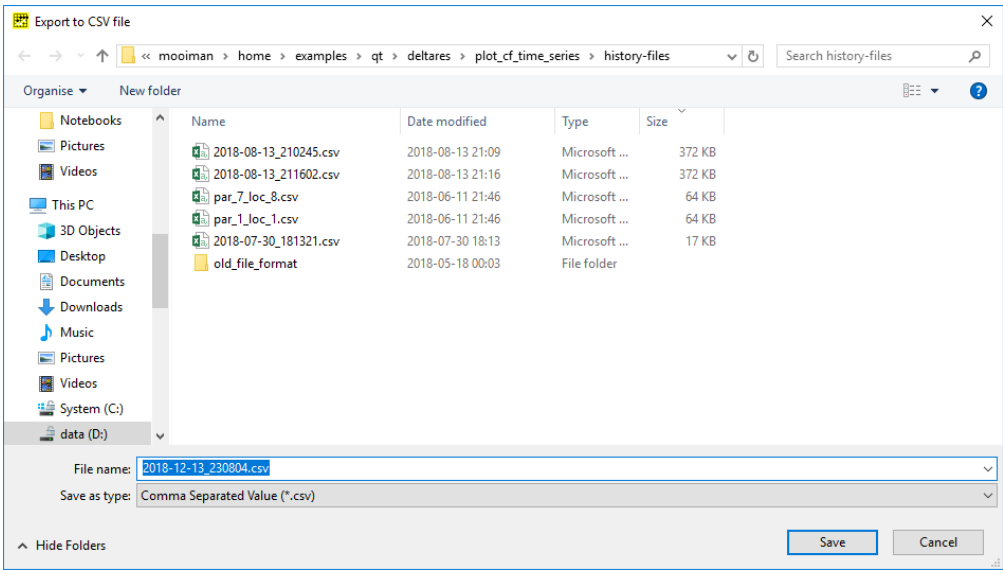 Export to CSV file
« mooiman › home › examples › qt › deltares › plot_cf_time_series › history-files
Search history-files
Organise
New folder
Notebooks
Pictures
Videos
This PC
3D Objects
Desktop
Documents
Downloads
Music
Pictures
Videos
System (C:)
data (D:)
Name Date modified Type Size
2018-08-13_210245.csv 2018-08-13 21:09 Microsoft ... 372 KB
2018-08-13_211602.csv 2018-08-13 21:16 Microsoft ... 372 KB
par_7_loc_8.csv 2018-06-11 21:46 Microsoft ... 64 KB
par_1_loc_1.csv 2018-06-11 21:46 Microsoft ... 64 KB
2018-07-30_181321.csv 2018-07-30 18:13 Microsoft ... 17 KB
old_file_format 2018-05-18 00:03 File folder
File name: 2018-12-13_230804.csv
Save as type: Comma Separated Value (*.csv)
Hide Folders
Save
Cancel